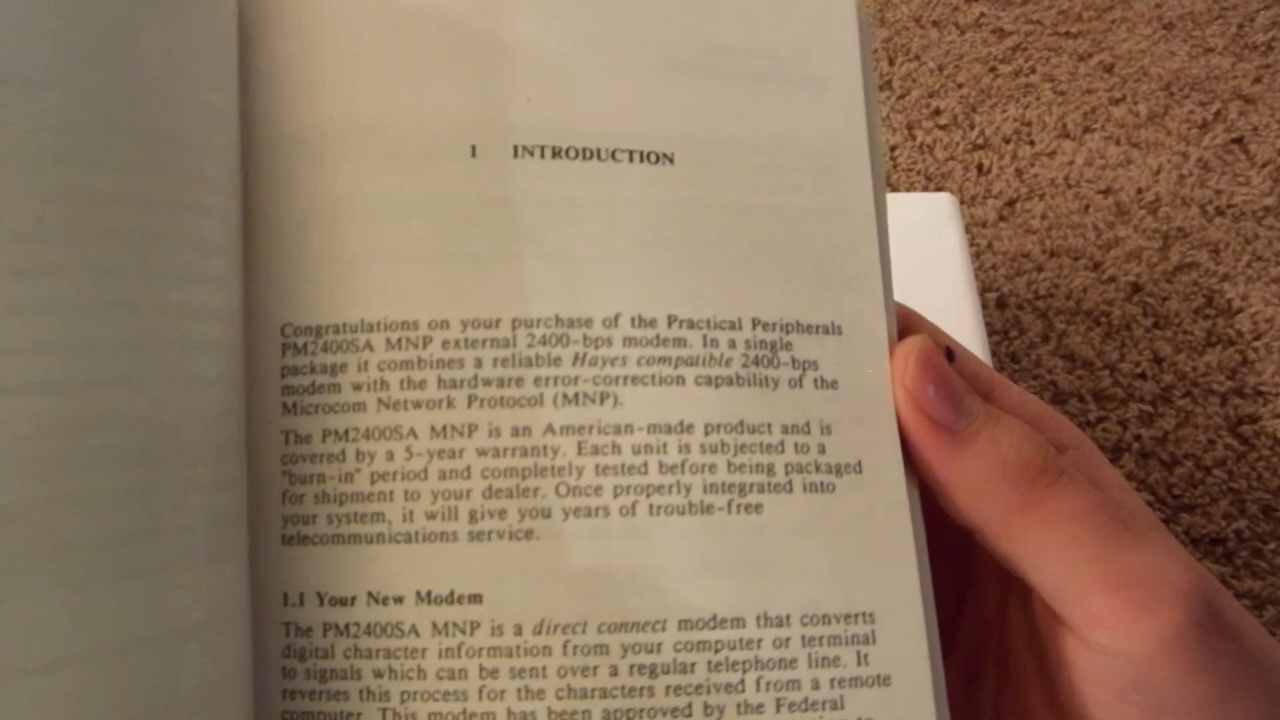 1 INTRODUCTION
Congratulations on your purchase of the Practical Peripherals
PM2400SA MNP external 2400-bps modem. In a single
package it combines a reliable Hayes compatible 2400-bps
modem with the hardware error-correction capability of the
Microcom Network Protocol (MNP).
The PM2400SA MNP is an American-made product and is
covered by a 5-year warranty. Each unit is subjected to a
"burn-in" period and completely tested before being packaged
for shipment to your dealer. Once properly integrated into
your system, it will give you years of trouble-free
telecommunications service.
1.1 Your New Modem
The PM2400SA MNP is a direct connect modem that converts
digital character information from your computer or terminal
to signals which can be sent over a regular telephone line. It
reverses this process for the characters received from a remote
computer. This modem has been approved by the Federal